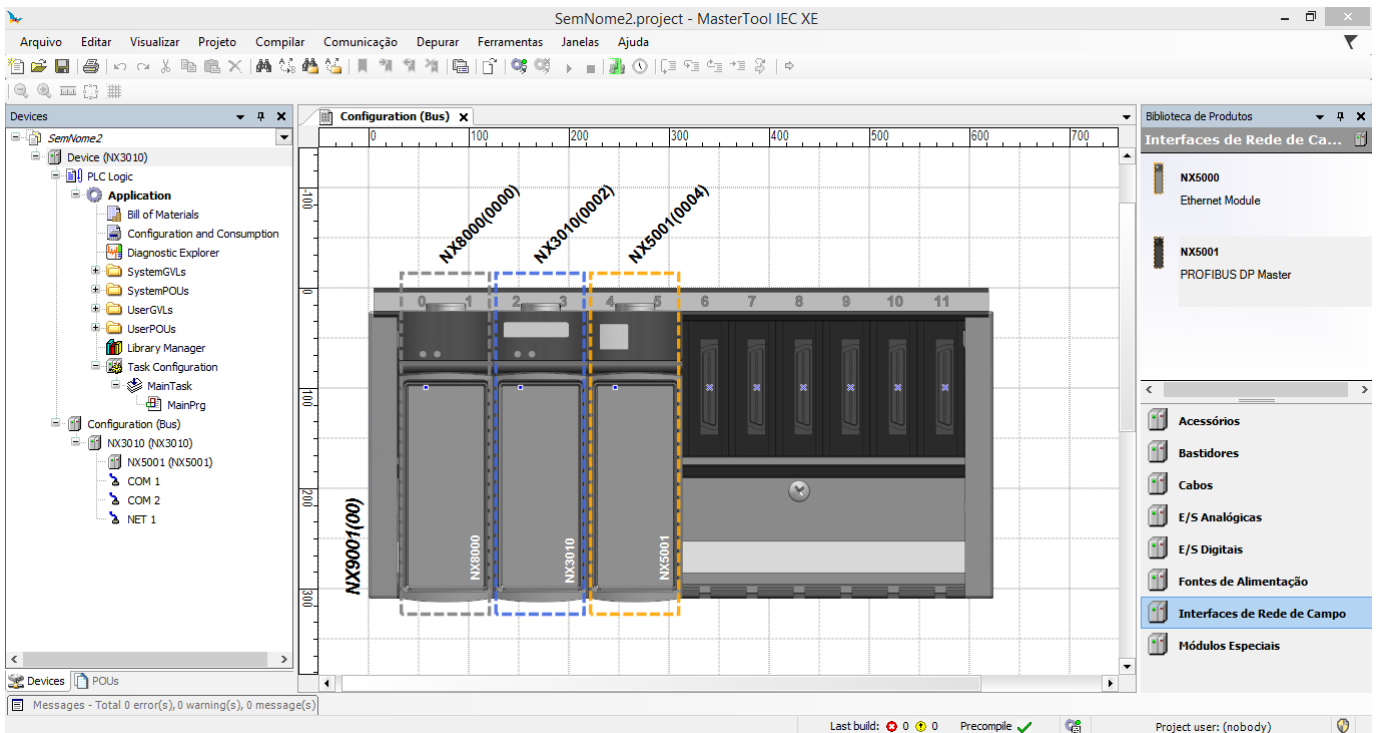 SemNome2.project - MasterTool IEC XE
Arquivo Editar Visualizar Projeto Compilar Comunicação Depurar Ferramentas Janelas Ajuda
Devices
SemNome2
Device (NX3010)
PLC Logic
Application
Bill of Materials
Configuration and Consumption
Diagnostic Explorer
SystemGVLs
SystemPOUs
UserGVLs
UserPOUs
Library Manager
Task Configuration
MainTask
MainPrg
Configuration (Bus)
NX3010 (NX3010)
NX5001 (NX5001)
COM 1
COM 2
NET 1
Devices POUs
Configuration (Bus)
0 100 200 300 400 500 600 700
-100
0
100
200
300
NX8000(0000)
NX3010(0002)
NX5001(0004)
0 1 2 3 4 5 6 7 8 9 10 11
NX9001(00)
NX8000
NX3010
NX5001
Biblioteca de Produtos
Interfaces de Rede de Ca...
NX5000
Ethernet Module
NX5001
PROFIBUS DP Master
Acessórios
Bastidores
Cabos
E/S Analógicas
E/S Digitais
Fontes de Alimentação
Interfaces de Rede de Campo
Módulos Especiais
Messages - Total 0 error(s), 0 warning(s), 0 message(s)
Last build: 0 0 Precompile Project user: (nobody)